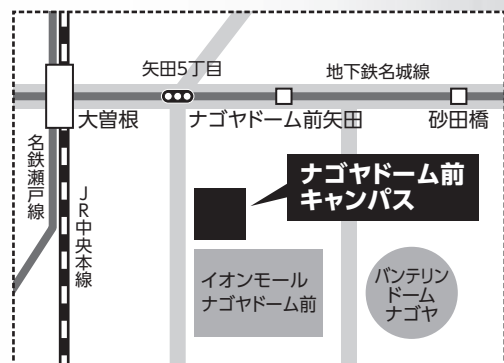 矢田5丁目
地下鉄名城線
大曽根
ナゴヤドーム前矢田
砂田橋
名鉄瀬戸線
JR中央本線
ナゴヤドーム前
キャンパス
イオンモール
ナゴヤドーム前
バンテリン
ドーム
ナゴヤ